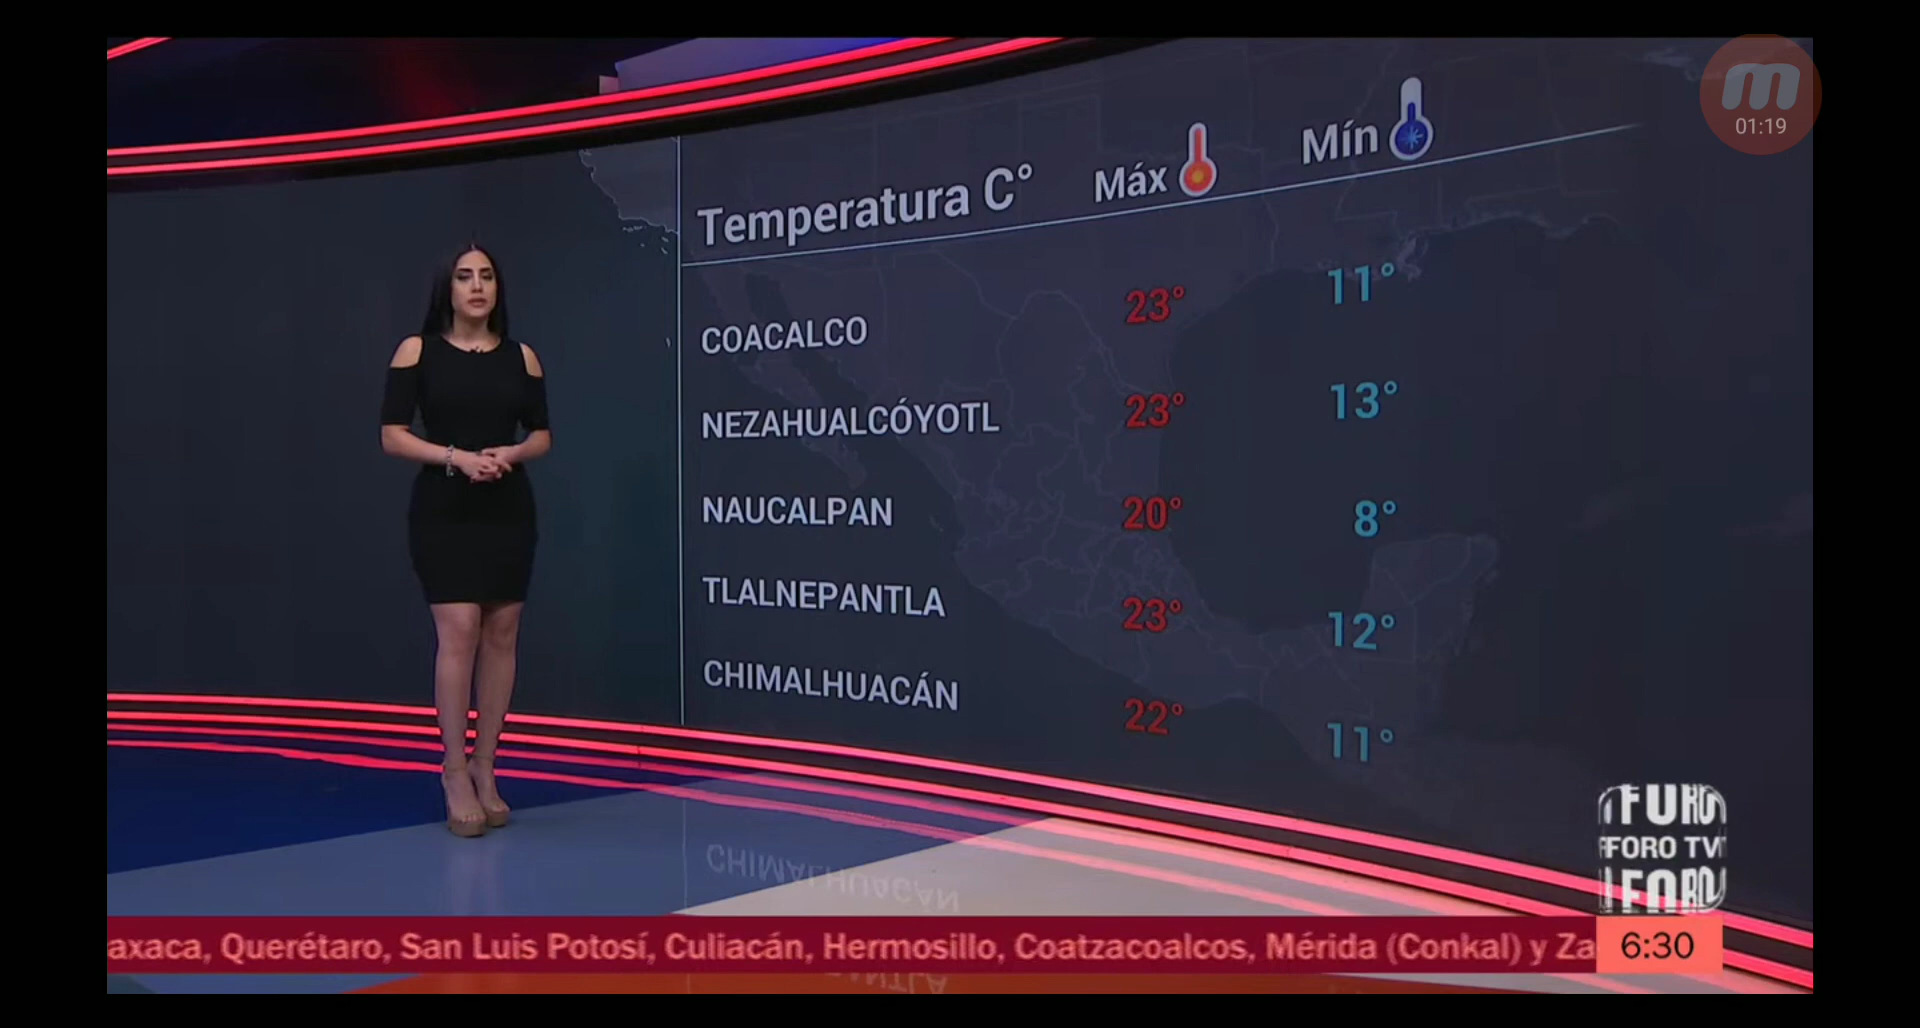 m
01:19
Temperatura C° Máx Mín
COACALCO 23° 11°
NEZAHUALCÓYOTL 23° 13°
NAUCALPAN 20° 8°
TLALNEPANTLA 23° 12°
CHIMALHUACÁN 22° 11°
CHIMALHUACÁN
FORO TV
axaca, Querétaro, San Luis Potosí, Culiacán, Hermosillo, Coatzacoalcos, Mérida (Conkal) y Za
6:30